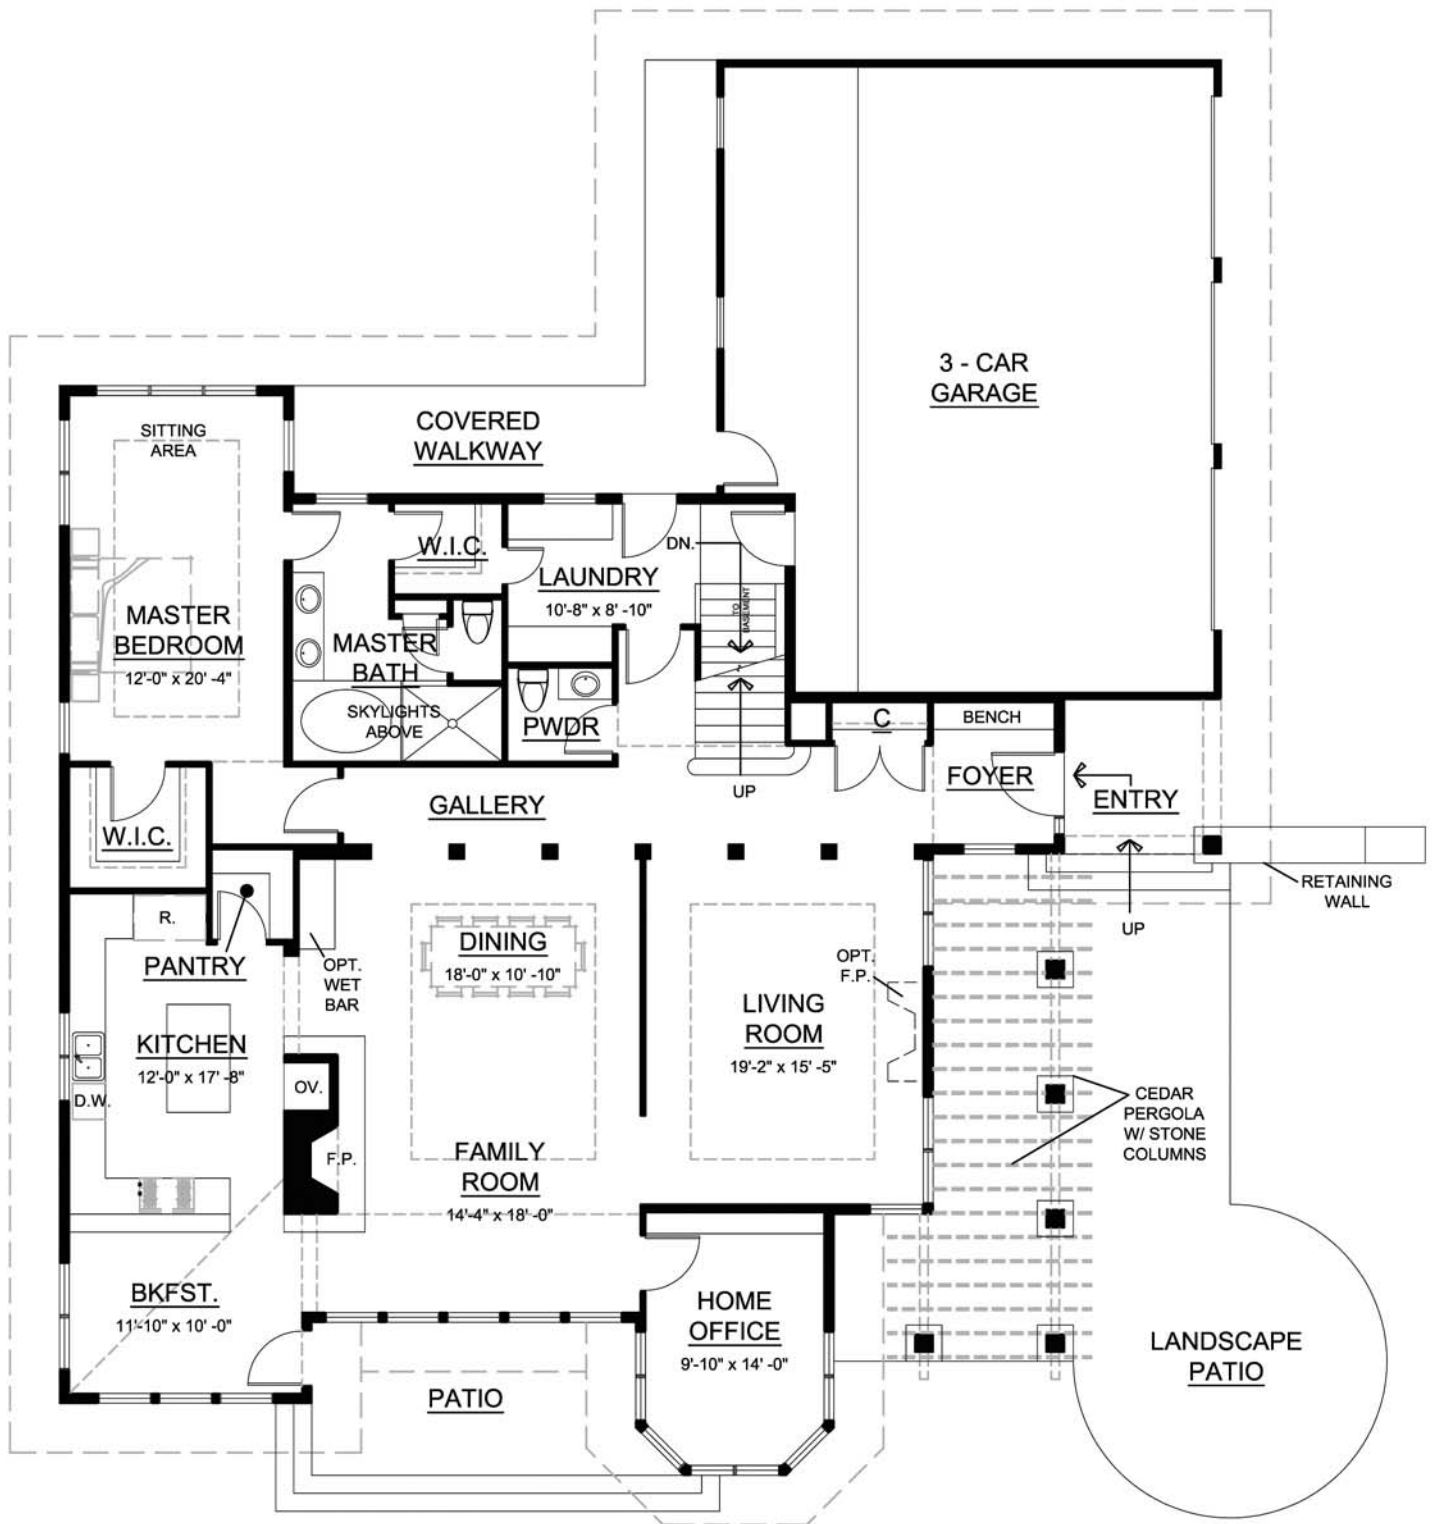 3 - CAR
GARAGE
COVERED
WALKWAY
SITTING
AREA
W.I.C.
DN.
LAUNDRY
10'-8" x 8' -10"
TO
BASEMENT
MASTER
BEDROOM
12'-0" x 20' -4"
MASTER
BATH
SKYLIGHTS
ABOVE
PWDR
C
BENCH
FOYER
ENTRY
UP
GALLERY
W.I.C.
RETAINING
WALL
UP
R.
PANTRY
OPT.
WET
BAR
DINING
18'-0" x 10' -10"
OPT.
F.P.
LIVING
ROOM
19'-2" x 15' -5"
KITCHEN
12'-0" x 17' -8"
D.W.
OV.
F.P.
CEDAR
PERGOLA
W/ STONE
COLUMNS
FAMILY
ROOM
14'-4" x 18' -0"
BKFST.
11'-10" x 10' -0"
HOME
OFFICE
9'-10" x 14' -0"
LANDSCAPE
PATIO
PATIO